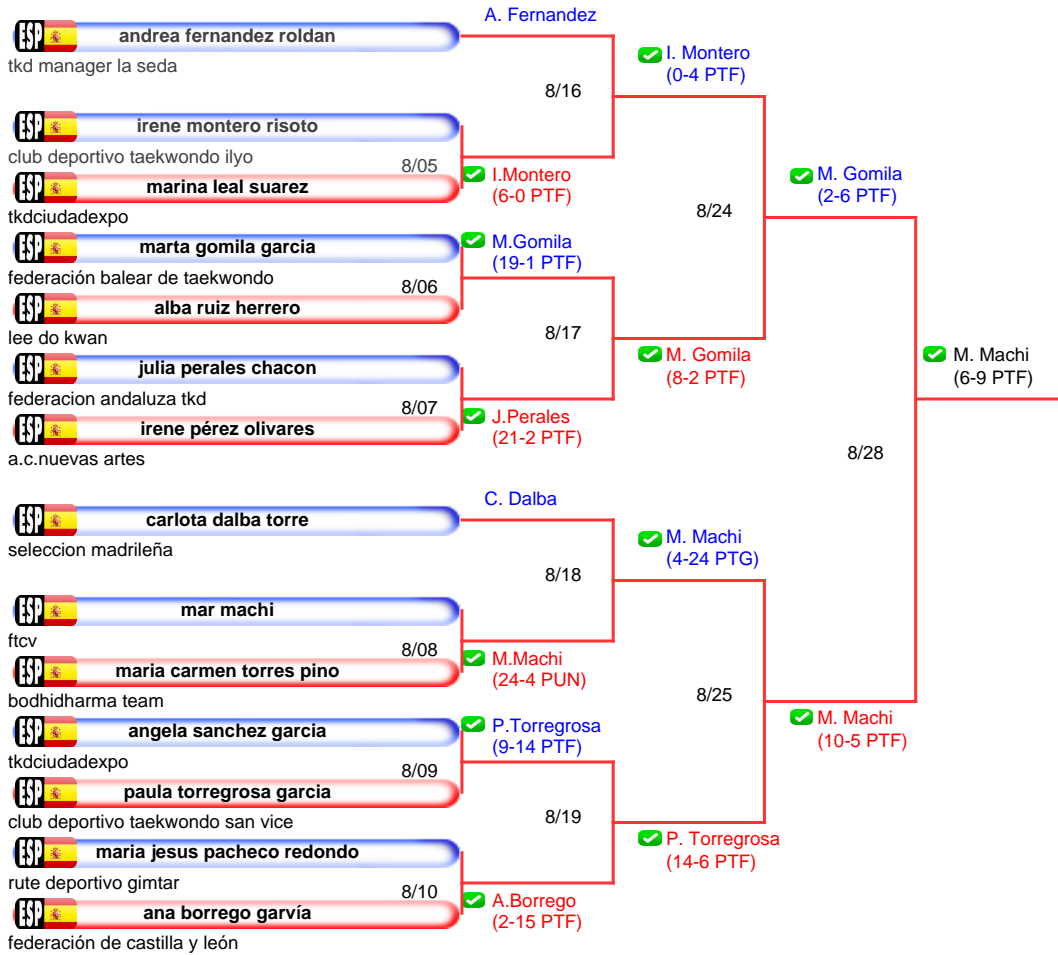 A. Fernandez
ESP andrea fernandez roldan
tkd manager la seda
I. Montero
(0-4 PTF)
8/16
ESP irene montero risoto
club deportivo taekwondo ilyo
8/05
I.Montero
(6-0 PTF)
ESP marina leal suarez
tkdciudadexpo
M. Gomila
(2-6 PTF)
8/24
ESP marta gomila garcia
M.Gomila
(19-1 PTF)
federación balear de taekwondo
8/06
ESP alba ruiz herrero
lee do kwan
8/17
ESP julia perales chacon
federacion andaluza tkd
M. Gomila
(8-2 PTF)
M. Machi
(6-9 PTF)
8/07
J.Perales
(21-2 PTF)
ESP irene pérez olivares
a.c.nuevas artes
8/28
C. Dalba
ESP carlota dalba torre
seleccion madrileña
M. Machi
(4-24 PTG)
8/18
ESP mar machi
ftcv
8/08
M.Machi
(24-4 PUN)
ESP maria carmen torres pino
bodhidharma team
8/25
M. Machi
(10-5 PTF)
ESP angela sanchez garcia
P.Torregrosa
(9-14 PTF)
tkdciudadexpo
8/09
ESP paula torregrosa garcia
club deportivo taekwondo san vice
8/19
ESP maria jesus pacheco redondo
P. Torregrosa
(14-6 PTF)
rute deportivo gimtar
8/10
A.Borrego
(2-15 PTF)
ESP ana borrego garvía
federación de castilla y león